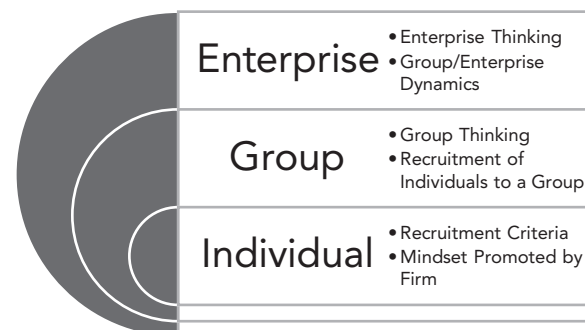 Enterprise
• Enterprise Thinking
• Group/Enterprise
Dynamics
Group
• Group Thinking
• Recruitment of
Individuals to a Group
Individual
• Recruitment Criteria
• Mindset Promoted by
Firm